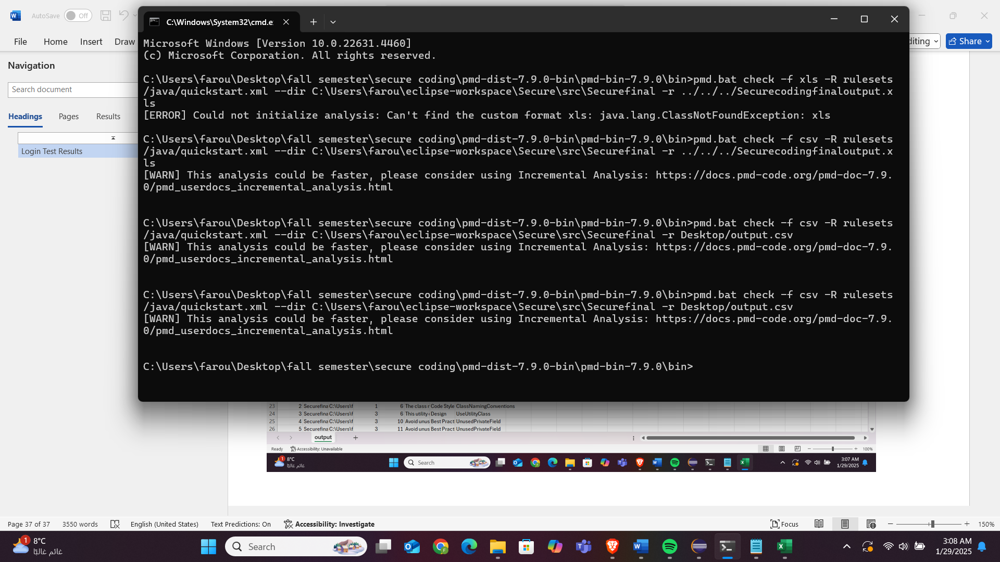 AutoSave Off
C:\Windows\System32\cmd.e
File Home Insert Draw
diting Share
Microsoft Windows [Version 10.0.22631.4460]
(c) Microsoft Corporation. All rights reserved.
Navigation
Search document
Headings Pages Results
Login Test Results
C:\Users\farou\Desktop\fall semester\secure coding\pmd-dist-7.9.0-bin\pmd-bin-7.9.0\bin>pmd.bat check -f xls -R rulesets
/java/quickstart.xml --dir C:\Users\farou\eclipse-workspace\Secure\src\Securefinal -r ../../../Securecodingfinaloutput.x
ls
[ERROR] Could not initialize analysis: Can't find the custom format xls: java.lang.ClassNotFoundException: xls
C:\Users\farou\Desktop\fall semester\secure coding\pmd-dist-7.9.0-bin\pmd-bin-7.9.0\bin>pmd.bat check -f csv -R rulesets
/java/quickstart.xml --dir C:\Users\farou\eclipse-workspace\Secure\src\Securefinal -r ../../../Securecodingfinaloutput.x
ls
[WARN] This analysis could be faster, please consider using Incremental Analysis: https://docs.pmd-code.org/pmd-doc-7.9.
0/pmd_userdocs_incremental_analysis.html
C:\Users\farou\Desktop\fall semester\secure coding\pmd-dist-7.9.0-bin\pmd-bin-7.9.0\bin>pmd.bat check -f csv -R rulesets
/java/quickstart.xml --dir C:\Users\farou\eclipse-workspace\Secure\src\Securefinal -r Desktop/output.csv
[WARN] This analysis could be faster, please consider using Incremental Analysis: https://docs.pmd-code.org/pmd-doc-7.9.
0/pmd_userdocs_incremental_analysis.html
C:\Users\farou\Desktop\fall semester\secure coding\pmd-dist-7.9.0-bin\pmd-bin-7.9.0\bin>pmd.bat check -f csv -R rulesets
/java/quickstart.xml --dir C:\Users\farou\eclipse-workspace\Secure\src\Securefinal -r Desktop/output.csv
[WARN] This analysis could be faster, please consider using Incremental Analysis: https://docs.pmd-code.org/pmd-doc-7.9.
0/pmd_userdocs_incremental_analysis.html
C:\Users\farou\Desktop\fall semester\secure coding\pmd-dist-7.9.0-bin\pmd-bin-7.9.0\bin>
23 2 Securefina C:\Users\f 1 6 The class r Code Style ClassNamingConventions
24 3 Securefina C:\Users\f 3 6 This utility c Design UseUtilityClass
25 4 Securefina C:\Users\f 3 10 Avoid unus Best Pract UnusedPrivateField
26 5 Securefina C:\Users\f 3 11 Avoid unus Best Pract UnusedPrivateField
output
Ready Accessibility: Unavailable 100%
1 8°C
غائم غالبًا
Search
3:07 AM
1/29/2025
Page 37 of 37 3550 words English (United States) Text Predictions: On Accessibility: Investigate Focus 150%
1 8°C
غائم غالبًا
Search
3:08 AM
1/29/2025